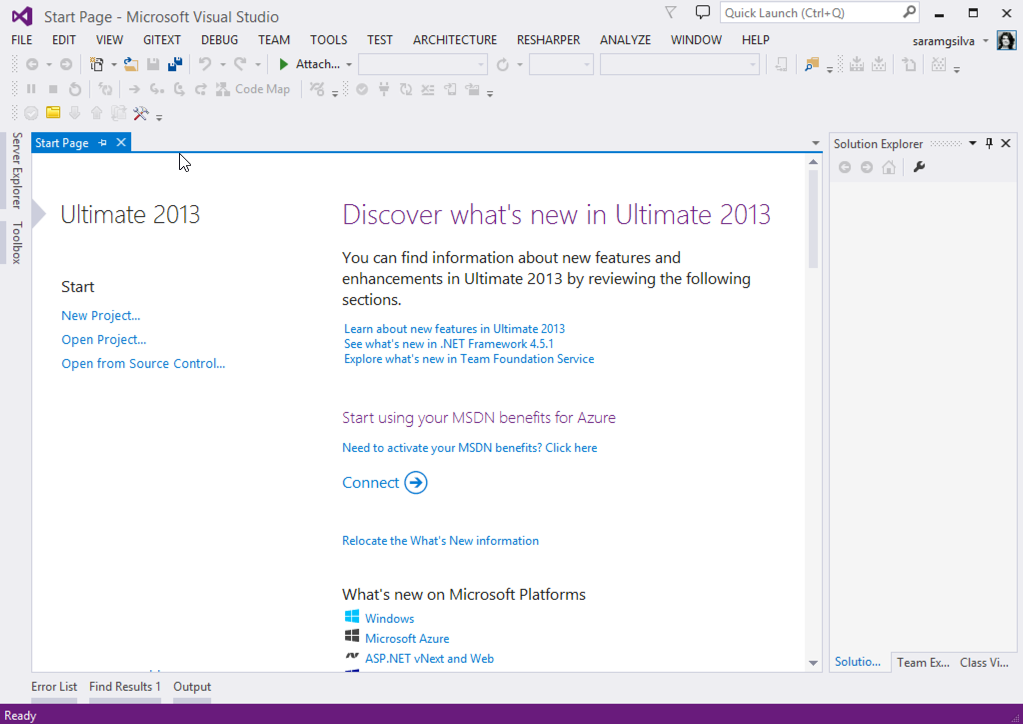 Start Page - Microsoft Visual Studio
Quick Launch (Ctrl+Q)
FILE EDIT VIEW GITEXT DEBUG TEAM TOOLS TEST ARCHITECTURE RESHARPER ANALYZE WINDOW HELP
saramgsilva
Attach...
Code Map
Server Explorer
Toolbox
Start Page
Solution Explorer
Ultimate 2013
Start
New Project...
Open Project...
Open from Source Control...
Discover what's new in Ultimate 2013
You can find information about new features and
enhancements in Ultimate 2013 by reviewing the following
sections.
Learn about new features in Ultimate 2013
See what's new in .NET Framework 4.5.1
Explore what's new in Team Foundation Service
Start using your MSDN benefits for Azure
Need to activate your MSDN benefits? Click here
Connect
Relocate the What's New information
What's new on Microsoft Platforms
Windows
Microsoft Azure
ASP.NET vNext and Web
Solutio... Team Ex... Class Vi...
Error List Find Results 1 Output
Ready